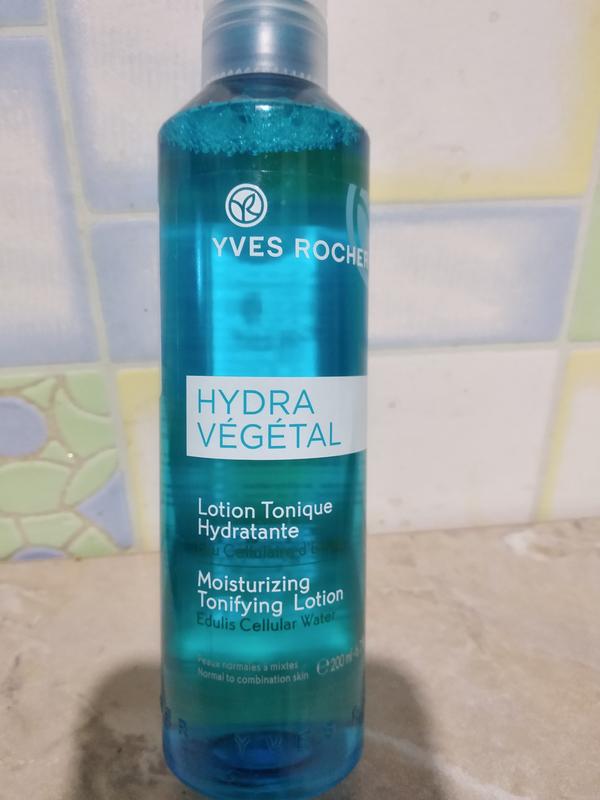 YVES ROCHER
HYDRA
VÉGÉTAL
Lotion Tonique
Hydratante
Cellulaire
Moisturizing
Tonifying Lotion
Edulis Cellular Water
Peaux normales à mixtes
Normal to combination skin
℮ 200 ml